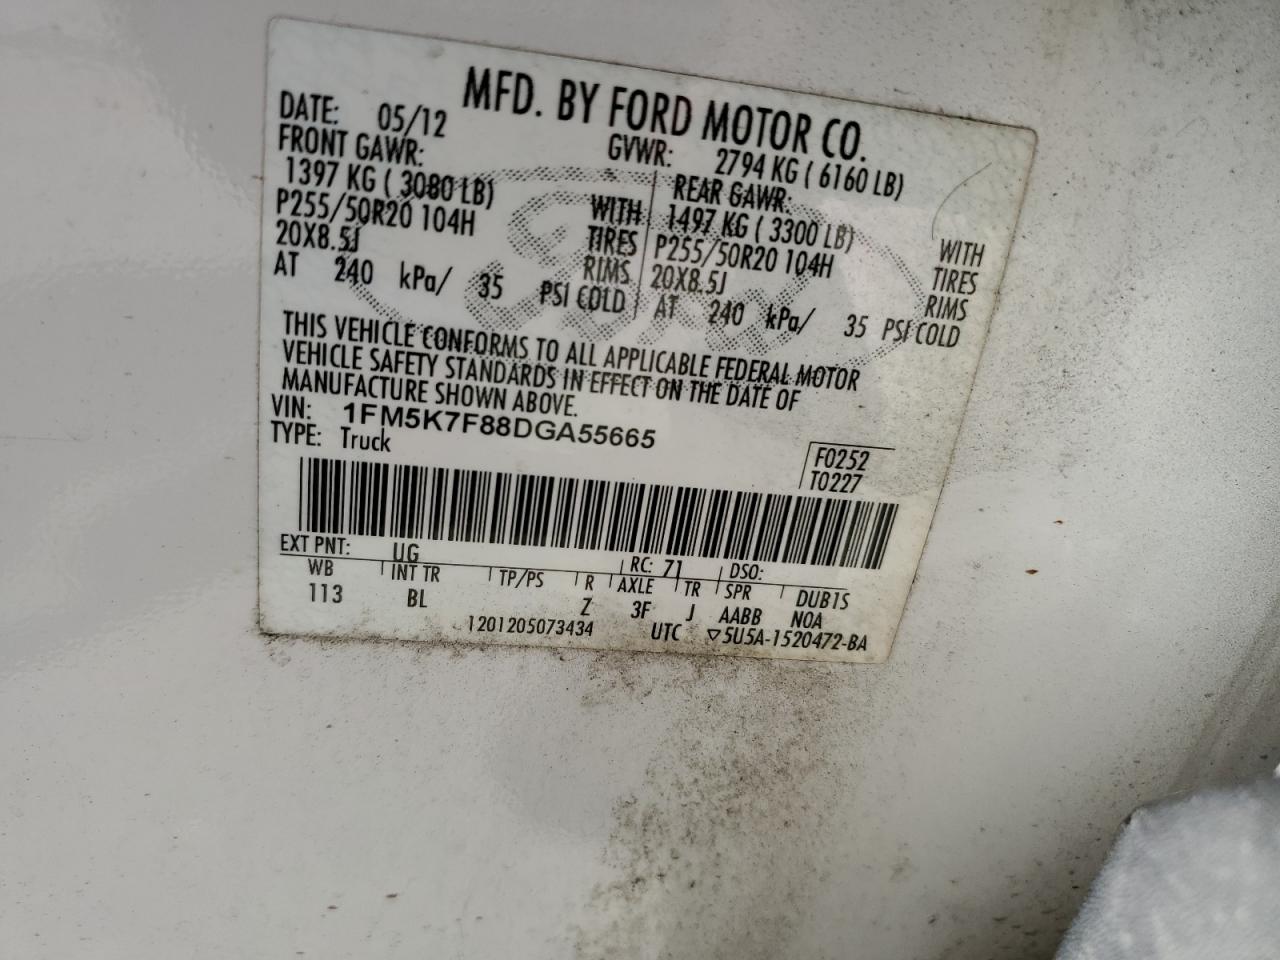 MFD. BY FORD MOTOR CO.
DATE: 05/12 GVWR: 2794 KG ( 6160 LB)
FRONT GAWR: REAR GAWR:
1397 KG ( 3080 LB) WITH 1497 KG ( 3300 LB) WITH
P255/50R20 104H TIRES P255/50R20 104H TIRES
20X8.5J RIMS 20X8.5J RIMS
AT 240 kPa/ 35 PSI COLD AT 240 kPa/ 35 PSI COLD
THIS VEHICLE CONFORMS TO ALL APPLICABLE FEDERAL MOTOR
VEHICLE SAFETY STANDARDS IN EFFECT ON THE DATE OF
MANUFACTURE SHOWN ABOVE.
VIN: 1FM5K7F88DGA55665
TYPE: Truck
F0252
T0227
EXT PNT: UG RC: 71 DSO:
WB INT TR TP/PS R AXLE TR SPR DUB1S
113 BL Z 3F J AABB N0A
1201205073434 UTC ▽5U5A-1520472-BA